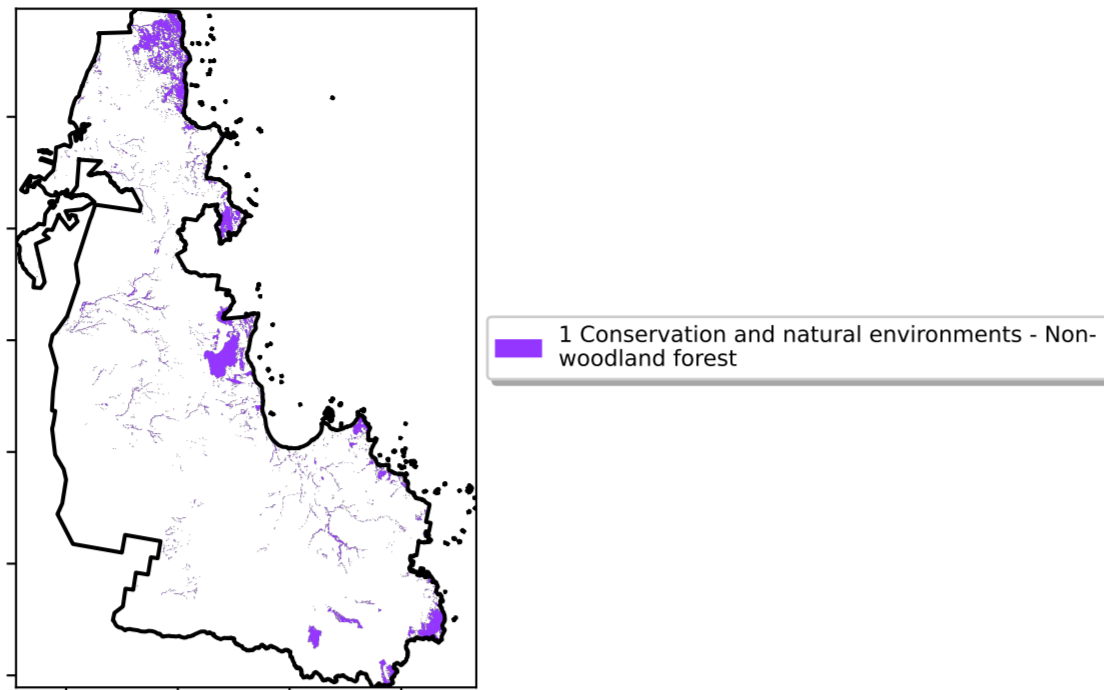 1 Conservation and natural environments - Non-
woodland forest